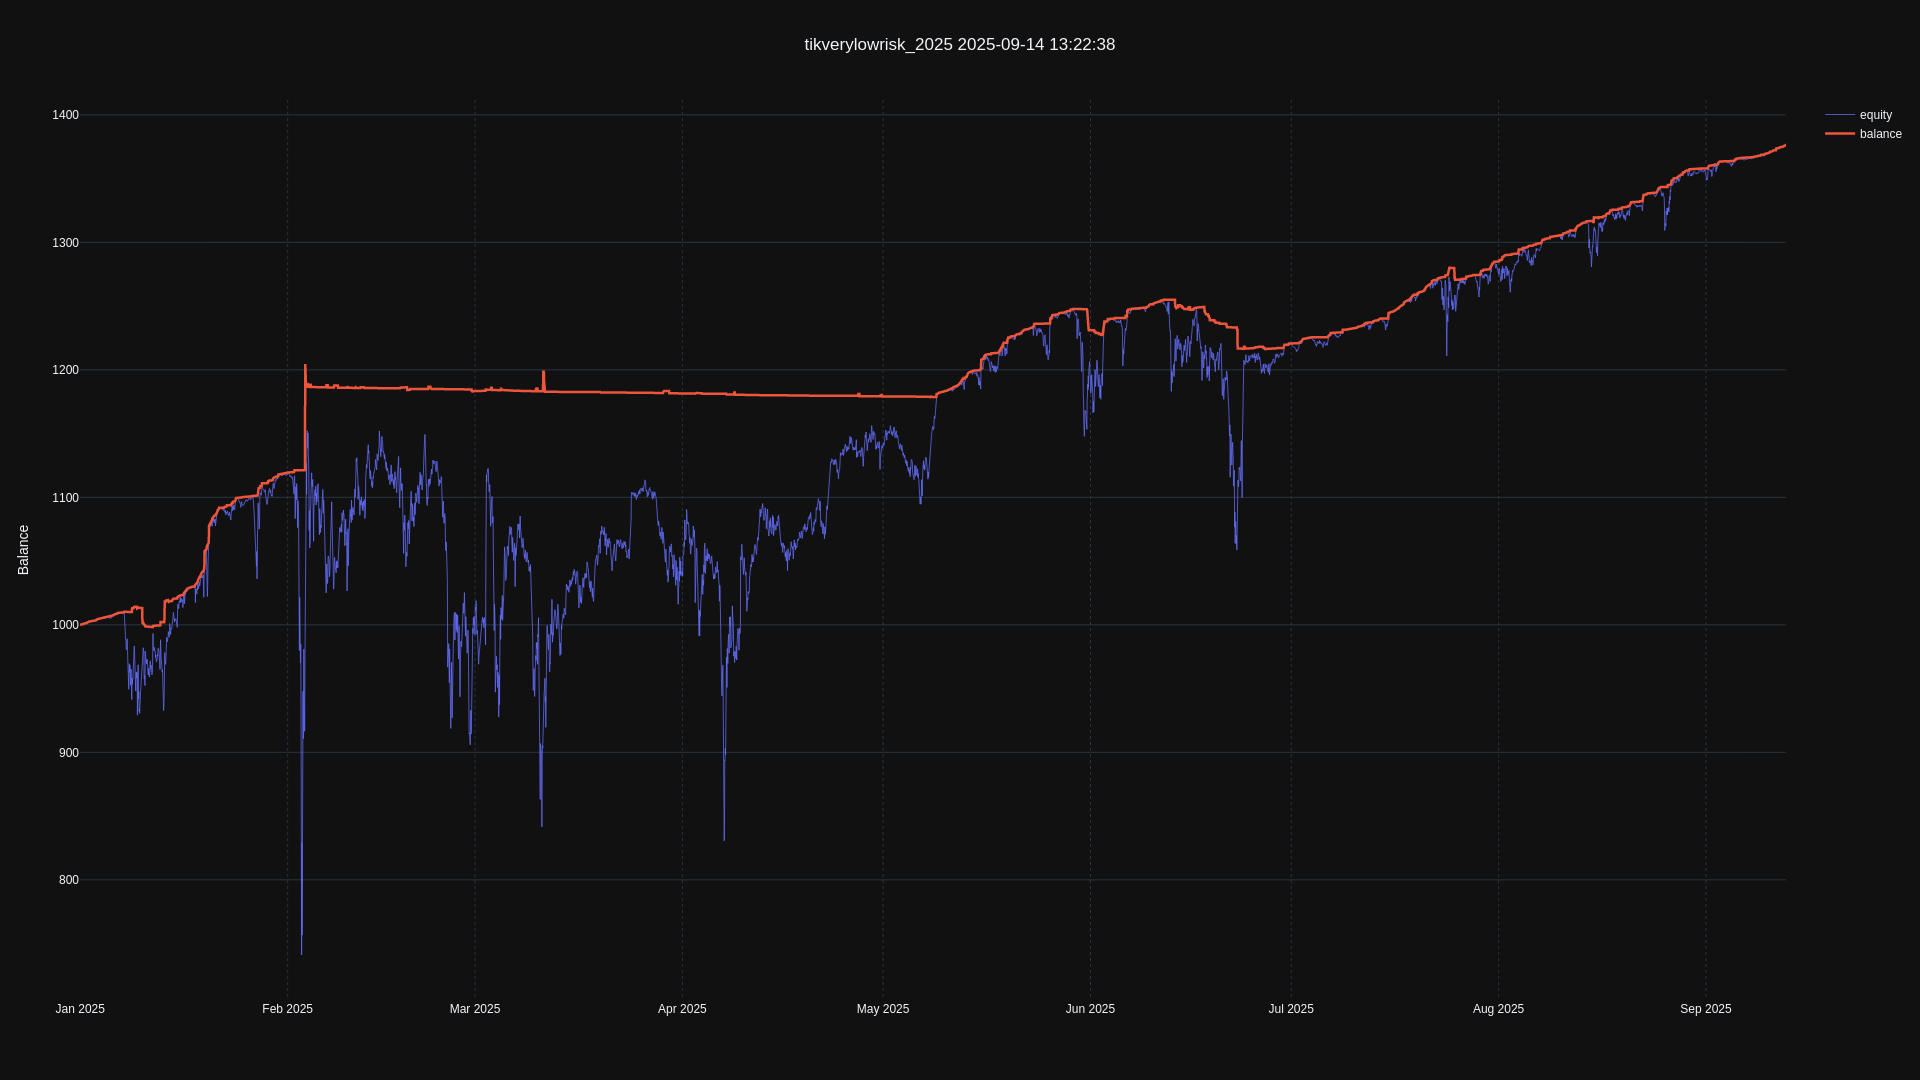 tikverylowrisk_2025 2025-09-14 13:22:38
equity
balance
Balance
1400
1300
1200
1100
1000
900
800
Jan 2025
Feb 2025
Mar 2025
Apr 2025
May 2025
Jun 2025
Jul 2025
Aug 2025
Sep 2025